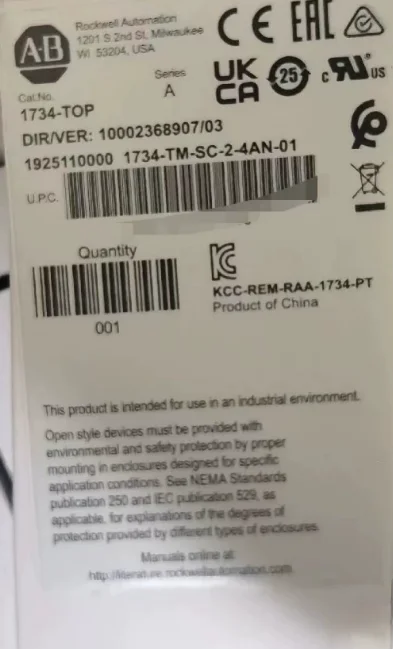 A-B
Rockwell Automation
1201 S 2nd St, Milwaukee
WI 53204, USA
CE EAC
UK
CA
25
c RU US
Series
A
Cat.No.
1734-TOP
DIR/VER: 10002368907/03
1925110000 1734-TM-SC-2-4AN-01
U.P.C.
Quantity
001
KC
KCC-REM-RAA-1734-PT
Product of China
This product is intended for use in an industrial environment.
Open style devices must be provided with
environmental and safety protection by proper
mounting in enclosures designed for specific
application conditions. See NEMA Standards
publication 250 and IEC publication 529, as
applicable, for explanations of the degrees of
protection provided by different types of enclosures.
Manuals online at:
http://literature.rockwellautomation.com